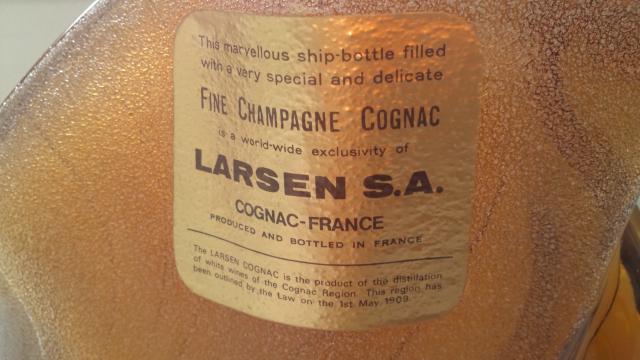 This marvellous ship-bottle filled
with a very special and delicate
FINE CHAMPAGNE COGNAC
is a world-wide exclusivity of
LARSEN S.A.
COGNAC-FRANCE
PRODUCED AND BOTTLED IN FRANCE
The LARSEN COGNAC is the product of the distillation
of white wines of the Cognac Region. This region has
been outlined by the Law on the 1st May 1909.